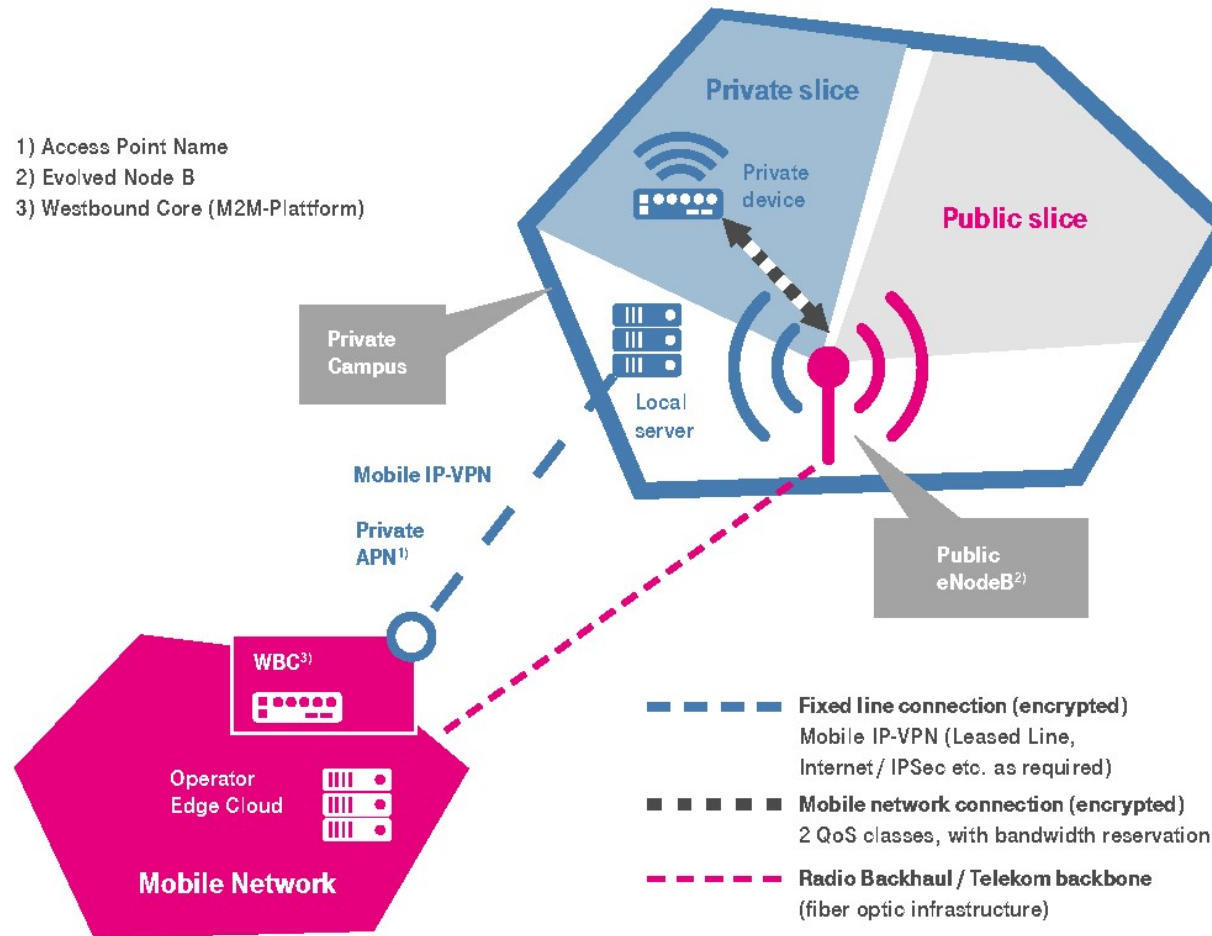 1) Access Point Name
2) Evolved Node B
3) Westbound Core (M2M-Plattform)
Private slice
Private
device
Public slice
Private
Campus
Local
server
Mobile IP-VPN
Private
APN¹⁾
Public
eNodeB²⁾
WBC³⁾
Operator
Edge Cloud
Mobile Network
Fixed line connection (encrypted)
Mobile IP-VPN (Leased Line,
Internet / IPSec etc. as required)
Mobile network connection (encrypted)
2 QoS classes, with bandwidth reservation
Radio Backhaul / Telekom backbone
(fiber optic infrastructure)